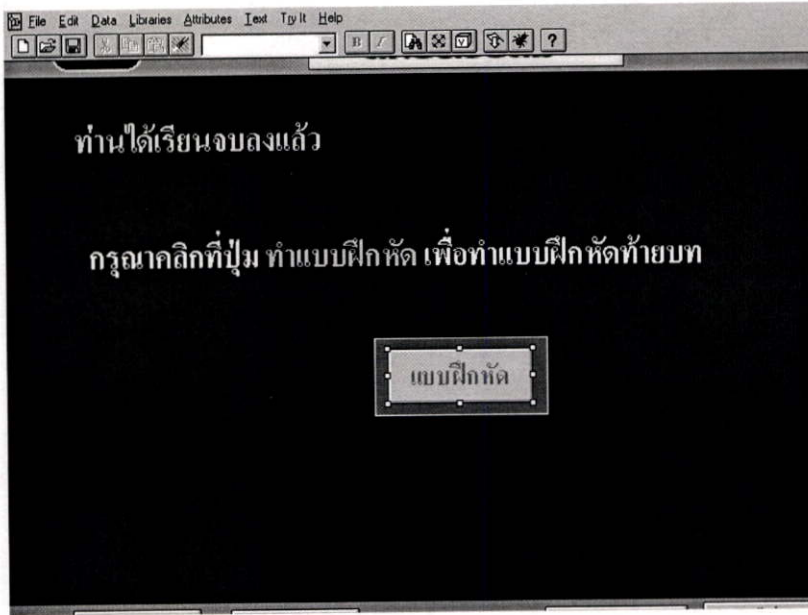 File Edit Data Libraries Attributes Text Try It Help
B I ?
ท่านได้เรียนจบลงแล้ว
กรุณาคลิกที่ปุ่ม ทำแบบฝึกหัด เพื่อทำแบบฝึกหัดท้ายบท
แบบฝึกหัด